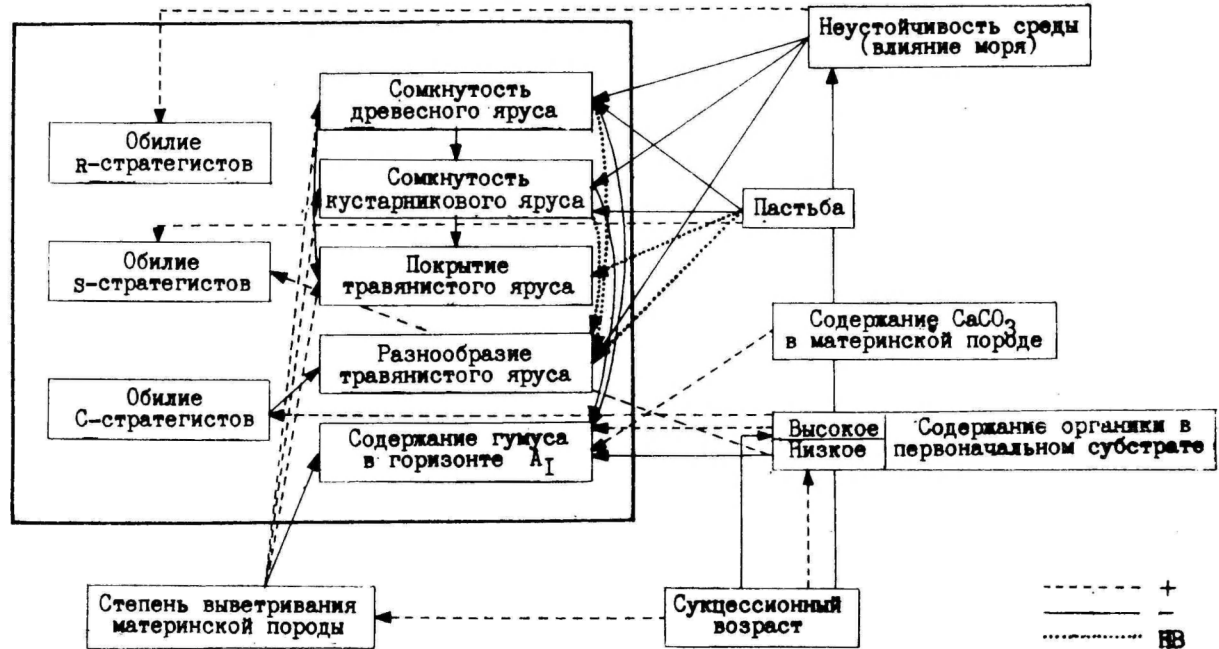 Неустойчивость среды
(влияние моря)
Сомкнутость
древесного яруса
Обилие
R-стратегистов
Сомкнутость
кустарникового яруса
Пастьба
Обилие
S-стратегистов
Покрытие
травянистого яруса
Содержание CaCO3
в материнской породе
Разнообразие
травянистого яруса
Обилие
C-стратегистов
Содержание гумуса
в горизонте AI
Высокое
Низкое
Содержание органики в
первоначальном субстрате
Степень выветривания
материнской породы
Сукцессионный
возраст
+
-
НВ